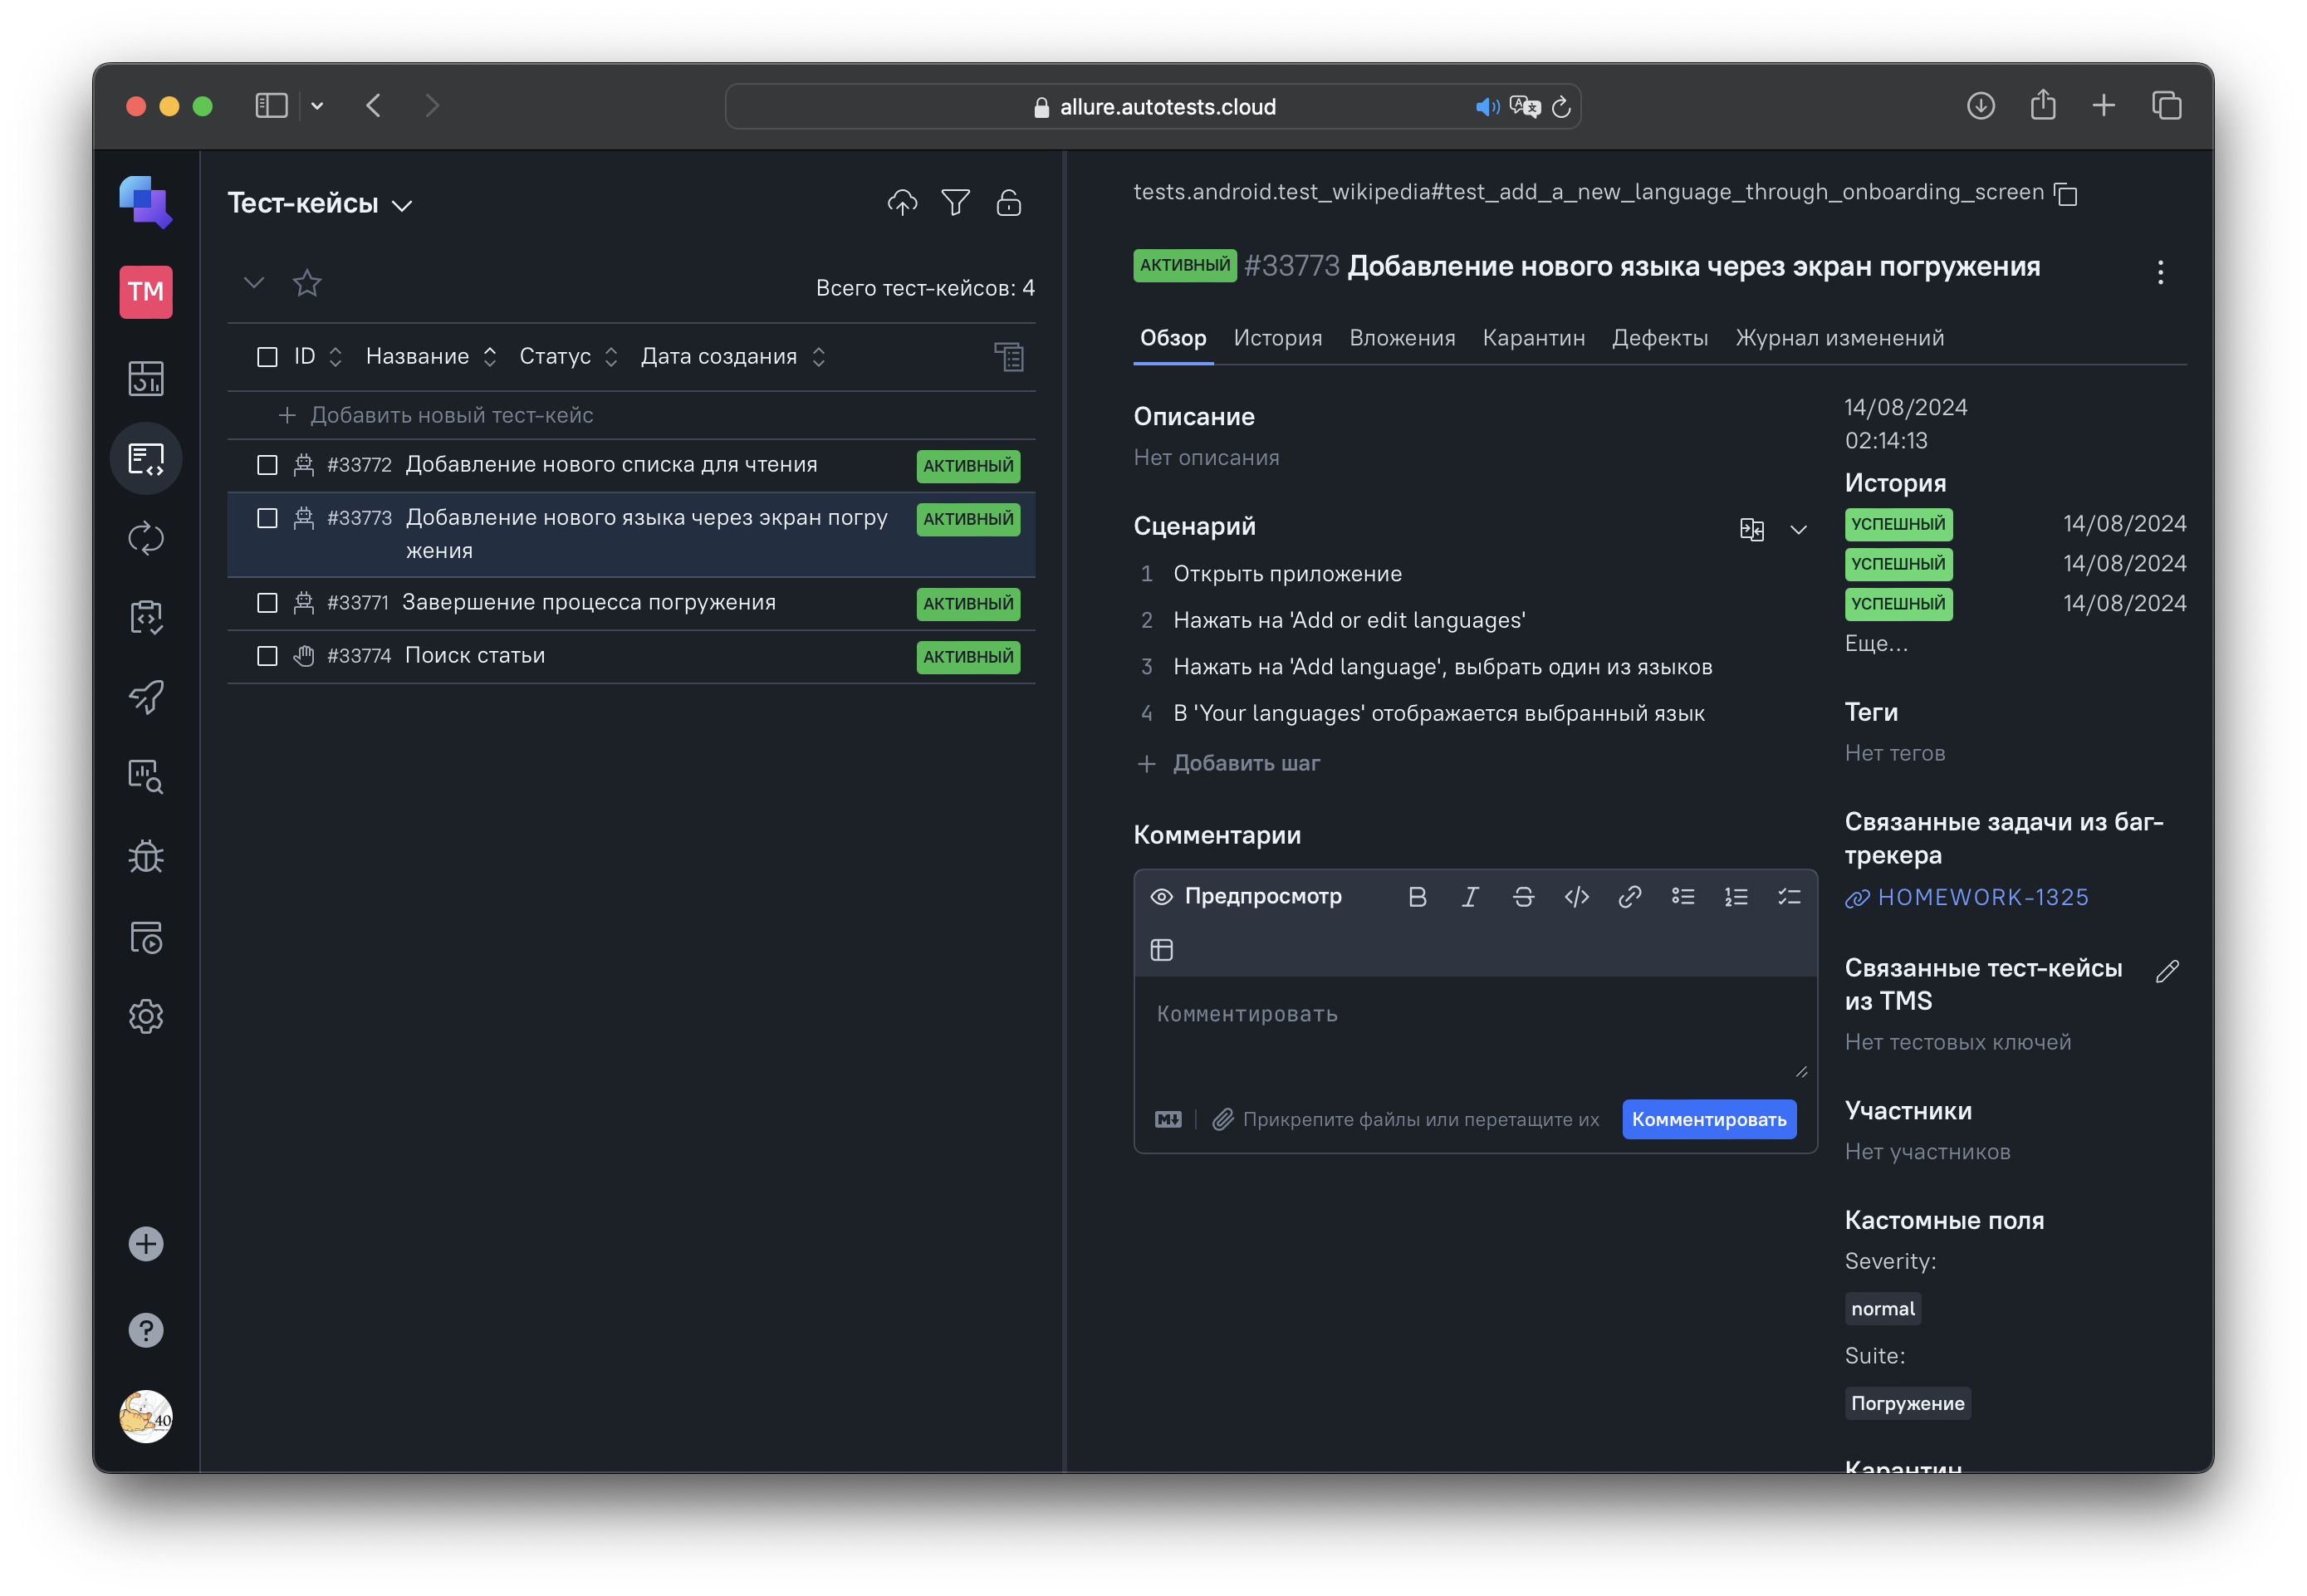 allure.autotests.cloud
TM
Тест-кейсы
Всего тест-кейсов: 4
ID Название Статус Дата создания
Добавить новый тест-кейс
#33772 Добавление нового списка для чтения АКТИВНЫЙ
#33773 Добавление нового языка через экран погру
жения АКТИВНЫЙ
#33771 Завершение процесса погружения АКТИВНЫЙ
#33774 Поиск статьи АКТИВНЫЙ
40
tests.android.test_wikipedia#test_add_a_new_language_through_onboarding_screen
АКТИВНЫЙ #33773 Добавление нового языка через экран погружения
Обзор История Вложения Карантин Дефекты Журнал изменений
Описание
Нет описания
Сценарий
1 Открыть приложение
2 Нажать на 'Add or edit languages'
3 Нажать на 'Add language', выбрать один из языков
4 В 'Your languages' отображается выбранный язык
Добавить шаг
Комментарии
Предпросмотр
Комментировать
Прикрепите файлы или перетащите их Комментировать
14/08/2024
02:14:13
История
УСПЕШНЫЙ 14/08/2024
УСПЕШНЫЙ 14/08/2024
УСПЕШНЫЙ 14/08/2024
Еще...
Теги
Нет тегов
Связанные задачи из баг-
трекера
HOMEWORK-1325
Связанные тест-кейсы
из TMS
Нет тестовых ключей
Участники
Нет участников
Кастомные поля
Severity:
normal
Suite:
Погружение
Карантин